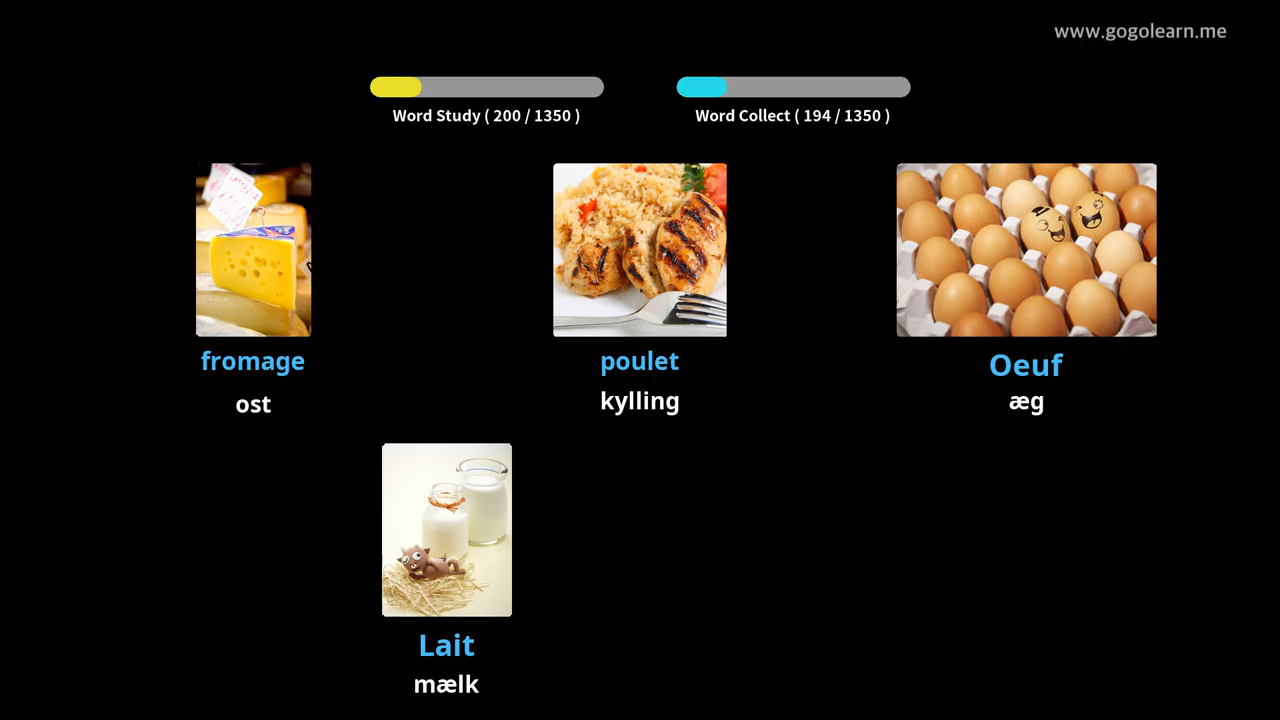 www.gogolearn.me
Word Study ( 200 / 1350 )
Word Collect ( 194 / 1350 )
fromage
poulet
Oeuf
ost
kylling
æg
Lait
mælk